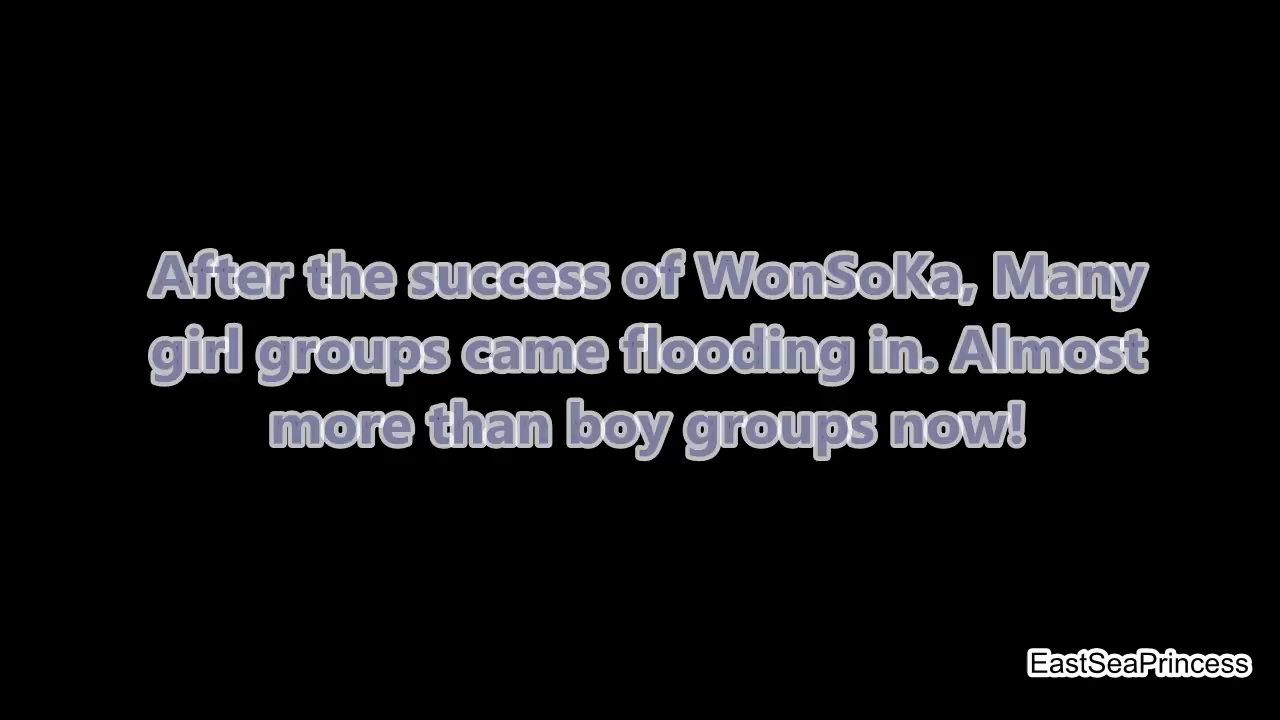 After the success of WonSoKa, Many
girl groups came flooding in. Almost
more than boy groups now!
EastSeaPrincess